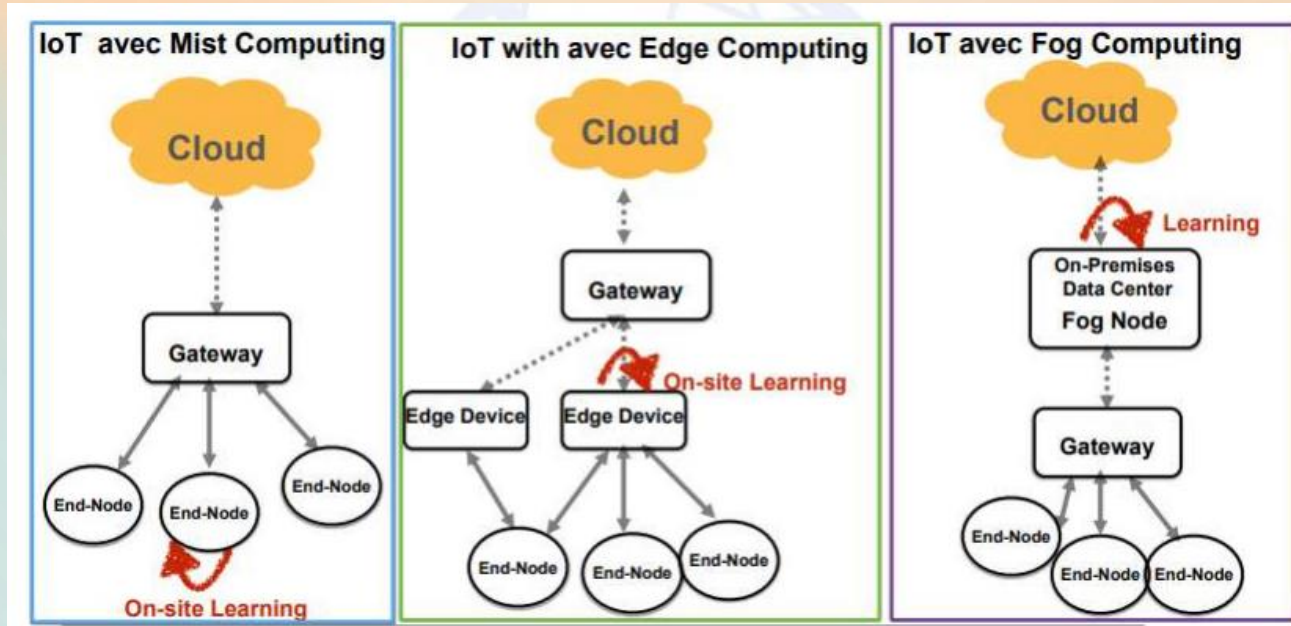 IoT avec Mist Computing
Cloud
Gateway
End-Node
End-Node
End-Node
On-site Learning
IoT with avec Edge Computing
Cloud
Gateway
On-site Learning
Edge Device
Edge Device
End-Node
End-Node
End-Node
IoT avec Fog Computing
Cloud
Learning
On-Premises
Data Center
Fog Node
Gateway
End-Node
End-Node
End-Node